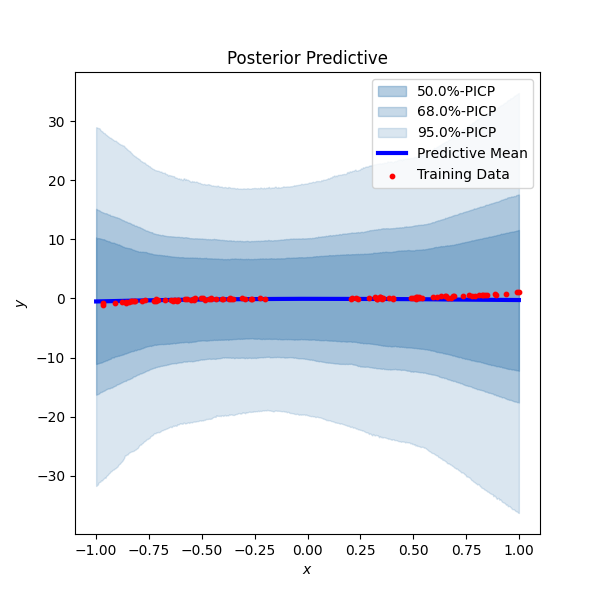 Posterior Predictive
50.0%-PICP
68.0%-PICP
95.0%-PICP
Predictive Mean
Training Data
30
20
10
0
−10
−20
−30
y
−1.00 −0.75 −0.50 −0.25 0.00 0.25 0.50 0.75 1.00
x